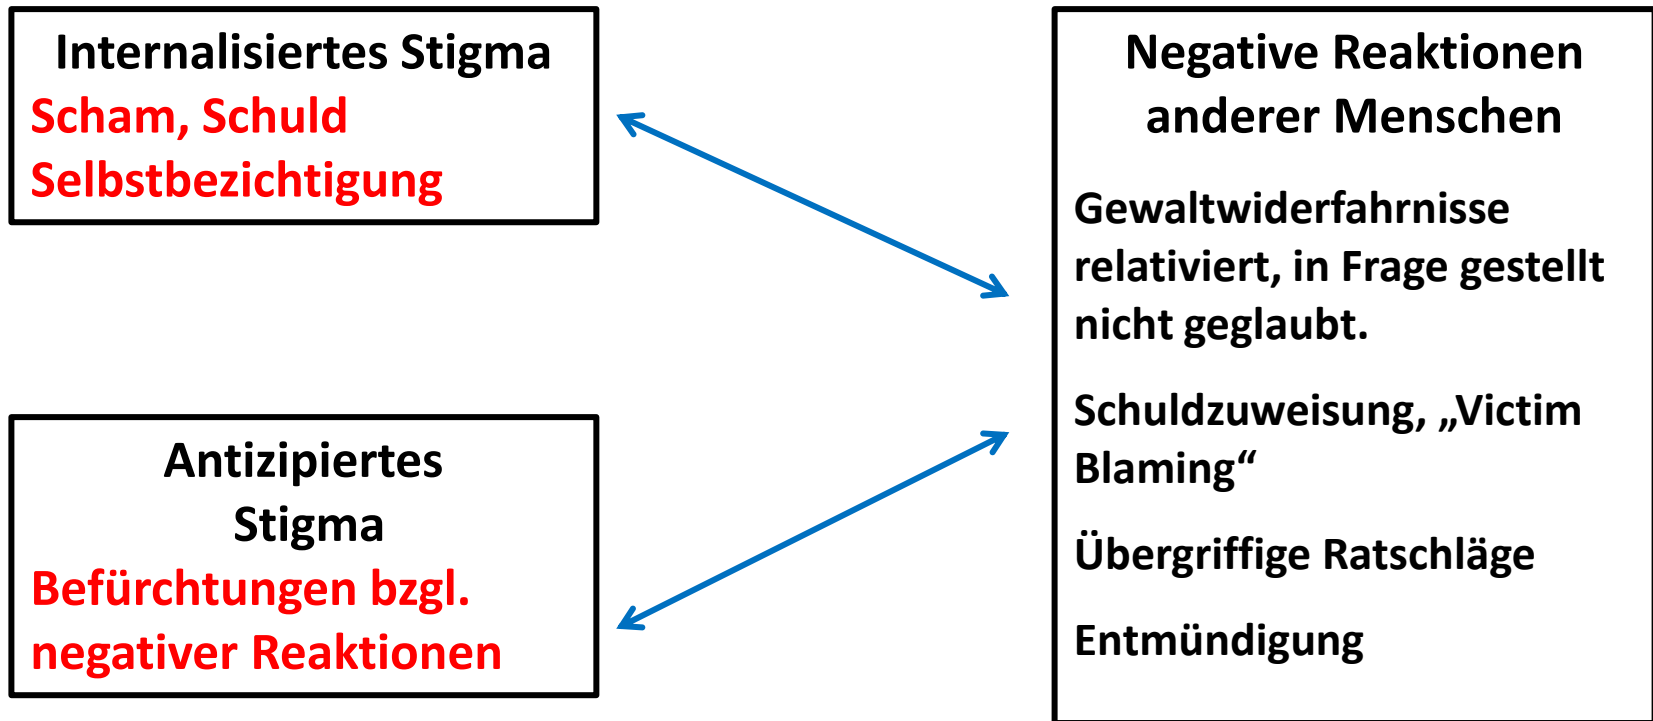 Internalisiertes Stigma
Scham, Schuld
Selbstbezichtigung
Antizipiertes
Stigma
Befürchtungen bzgl.
negativer Reaktionen
Negative Reaktionen
anderer Menschen
Gewaltwiderfahrnisse
relativiert, in Frage gestellt
nicht geglaubt.
Schuldzuweisung, „Victim
Blaming“
Übergriffige Ratschläge
Entmündigung